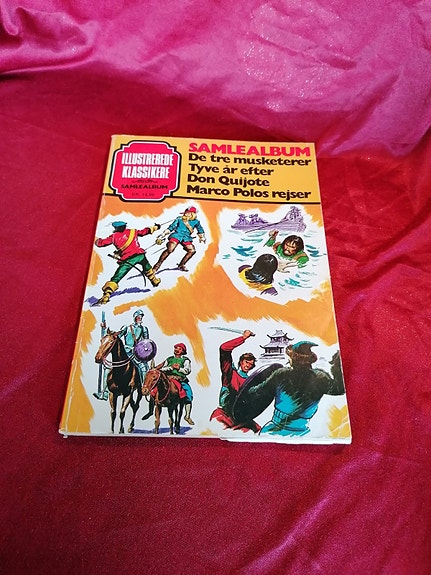 ILLUSTREREDE
KLASSIKERE
SAMLEALBUM
SAMLEALBUM
De tre musketerer
Tyve år efter
Don Quijote
Marco Polos rejser